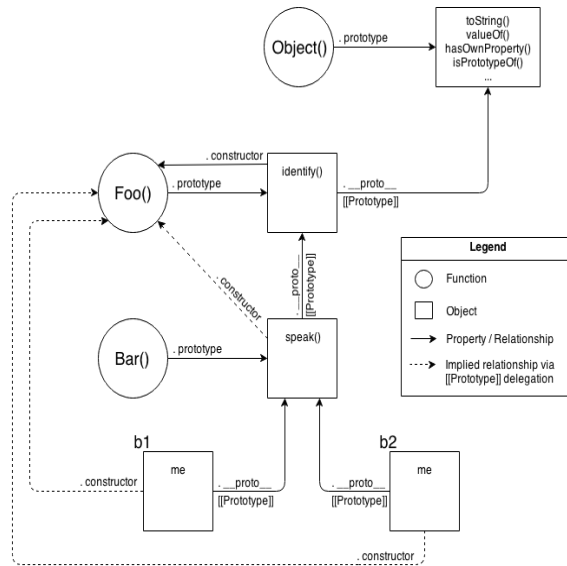 Object()
. prototype
toString()
valueOf()
hasOwnProperty()
isPrototypeOf()
...
. constructor
Foo()
. prototype
identify()
. __proto__
[[Prototype]]
. __proto__
[[Prototype]]
. constructor
Legend
Function
Object
Property / Relationship
Implied relationship via
[[Prototype]] delegation
Bar()
. prototype
speak()
b1
b2
me
me
. constructor
. __proto__
[[Prototype]]
. __proto__
[[Prototype]]
. constructor